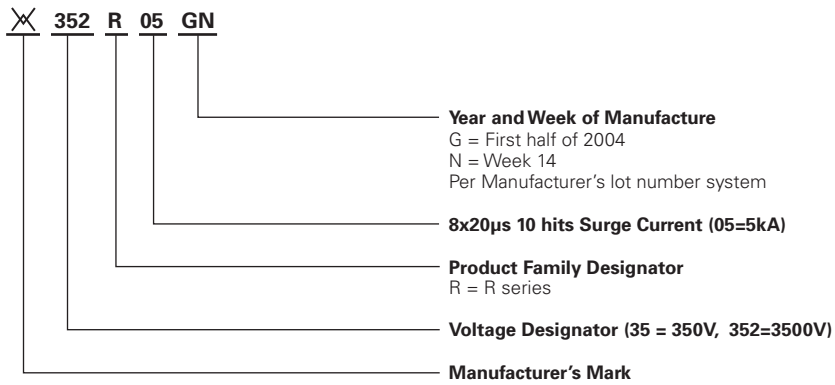 352 R 05 GN
Year and Week of Manufacture
G = First half of 2004
N = Week 14
Per Manufacturer's lot number system
8x20µs 10 hits Surge Current (05=5kA)
Product Family Designator
R = R series
Voltage Designator (35 = 350V, 352=3500V)
Manufacturer's Mark